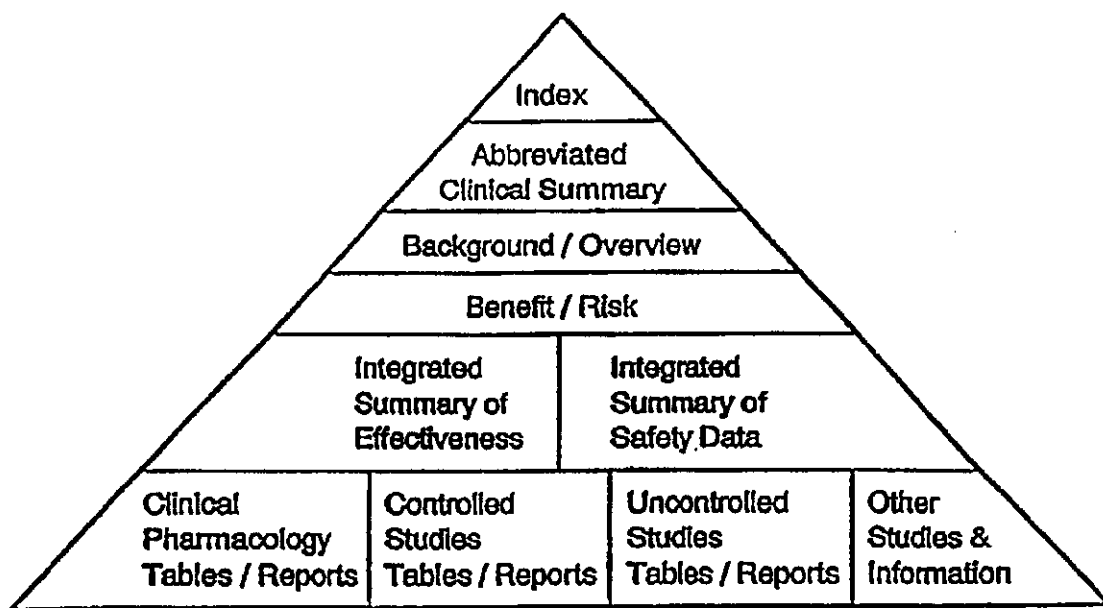 Index
Abbreviated
Clinical Summary
Background / Overview
Benefit / Risk
Integrated
Summary of
Effectiveness
Integrated
Summary of
Safety Data
Clinical
Pharmacology
Tables / Reports
Controlled
Studies
Tables / Reports
Uncontrolled
Studies
Tables / Reports
Other
Studies &
Information